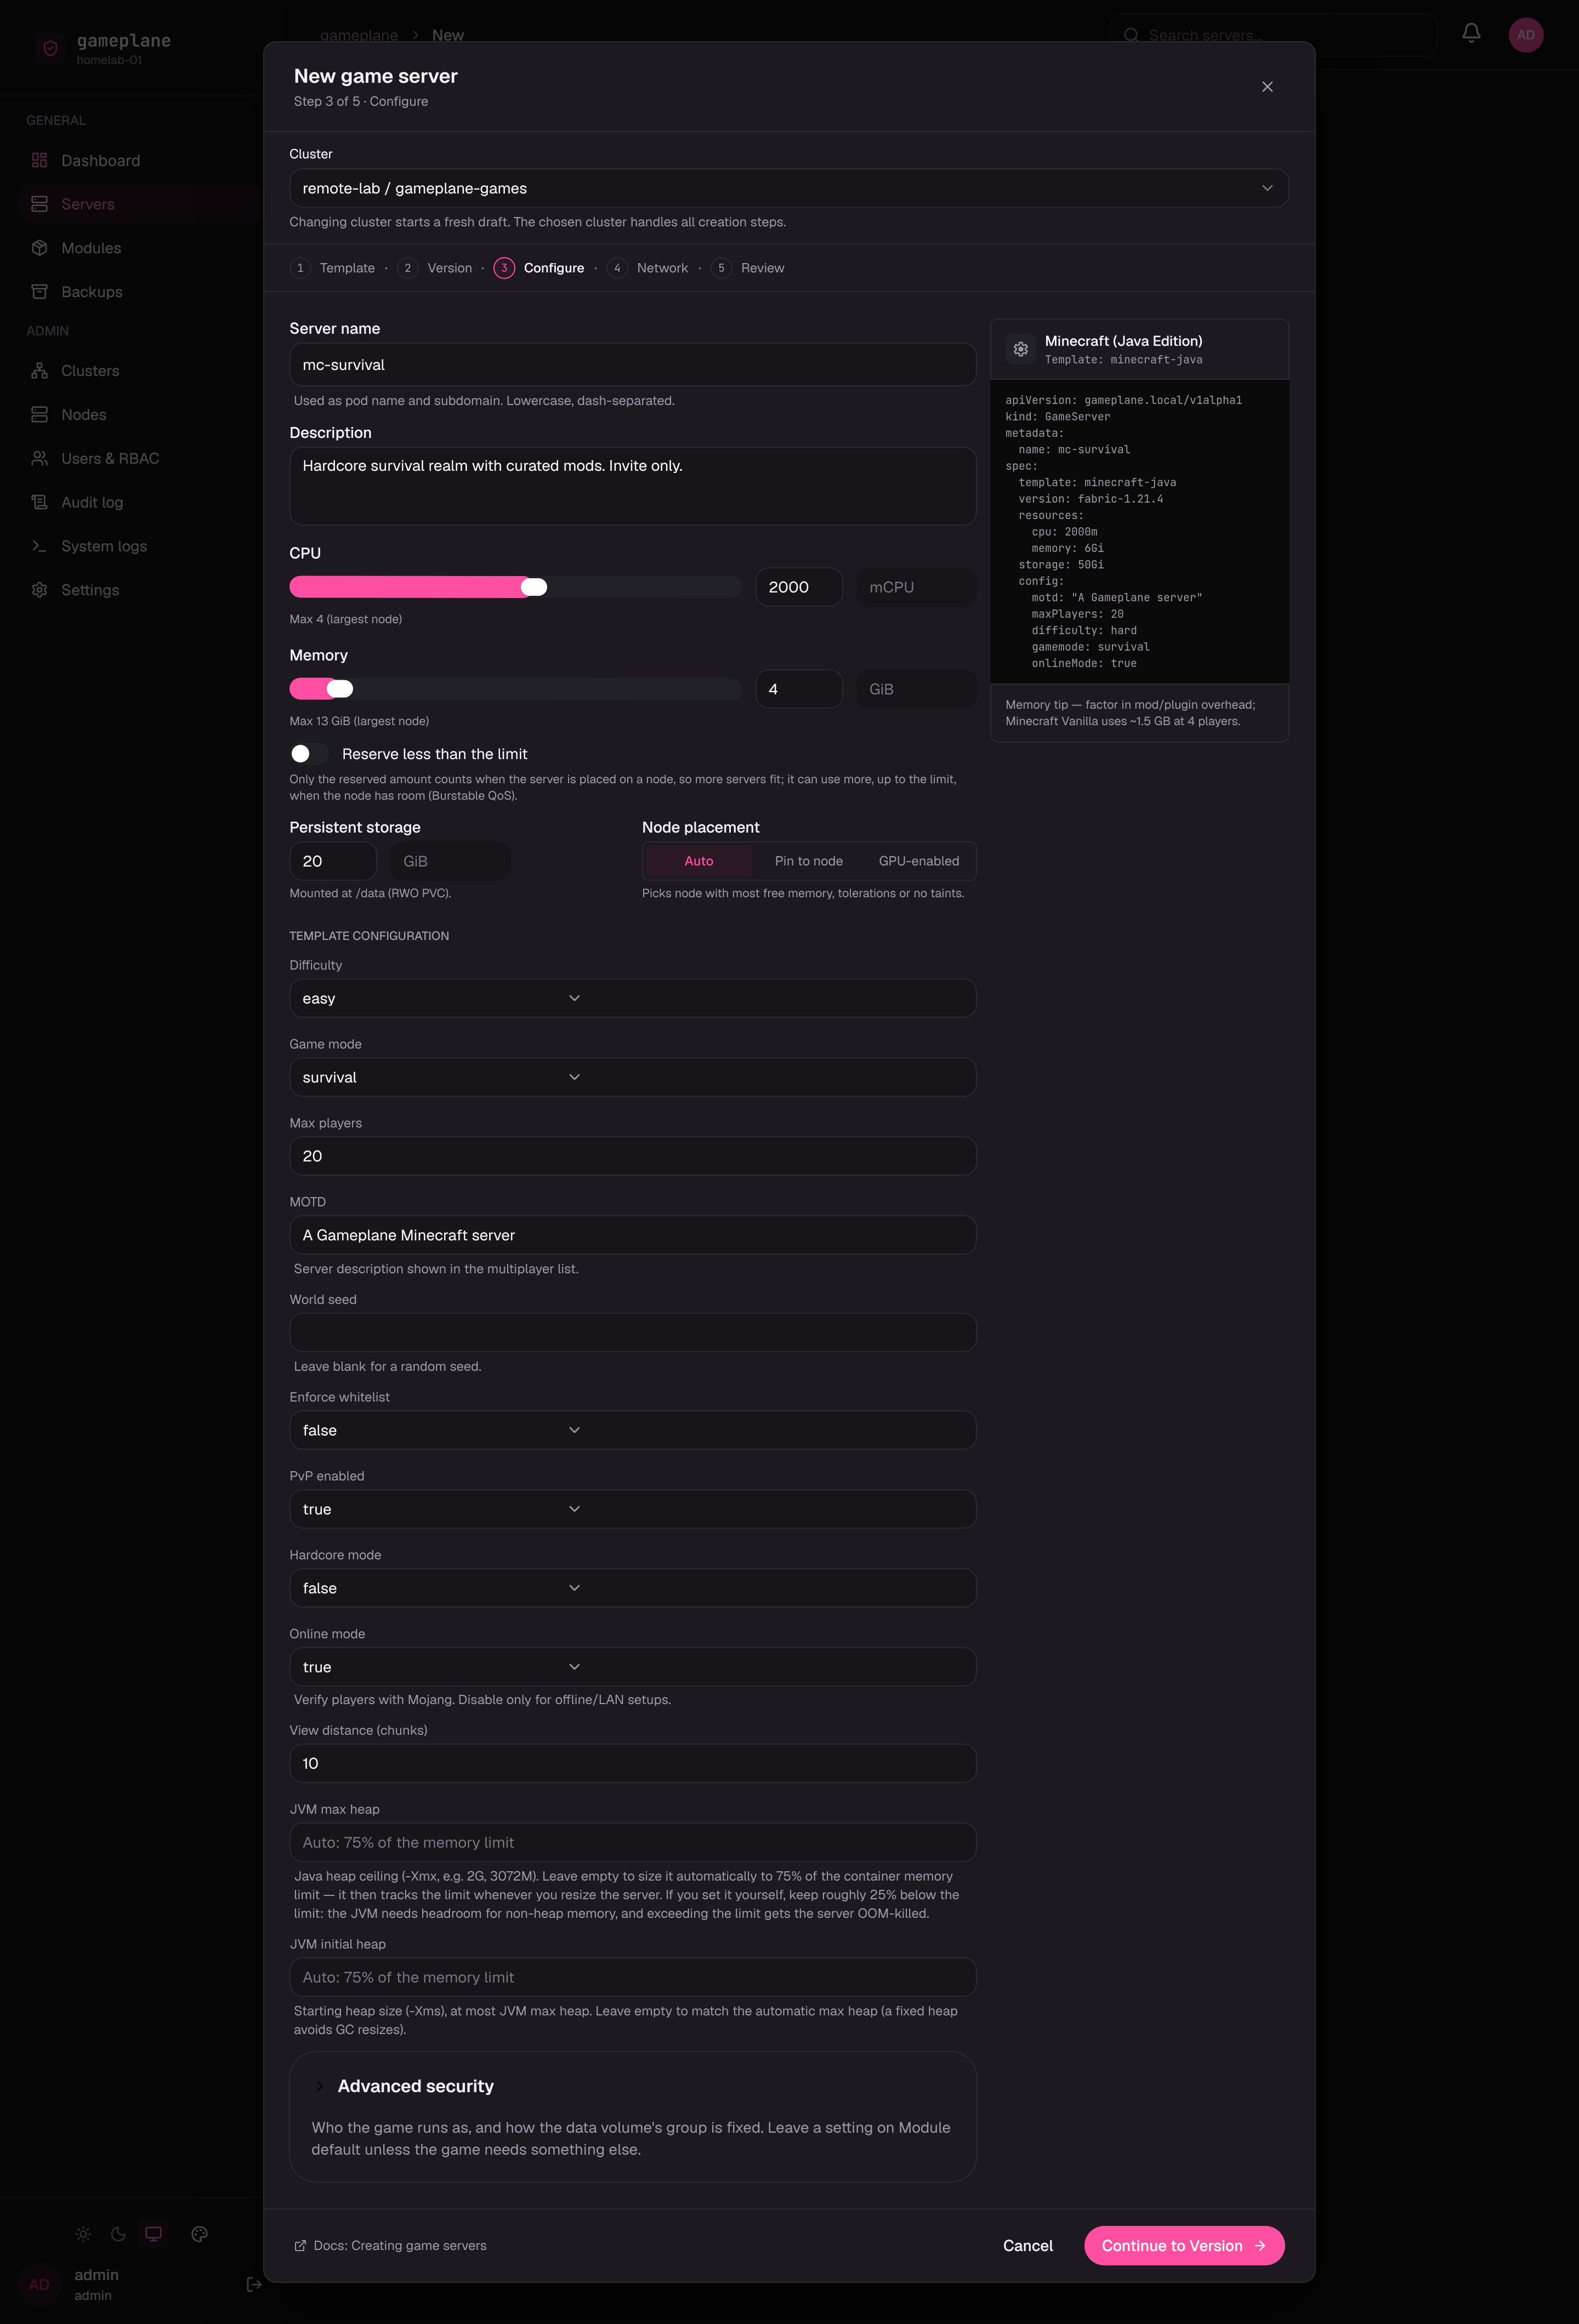 gameplane
homelab-01
gameplane > New
Search servers...
AD
GENERAL
Dashboard
Servers
Modules
Backups
ADMIN
Clusters
Nodes
Users & RBAC
Audit log
System logs
Settings
AD
admin
admin
New game server
Step 3 of 5 · Configure
Cluster
remote-lab / gameplane-games
Changing cluster starts a fresh draft. The chosen cluster handles all creation steps.
1 Template · 2 Version · 3 Configure · 4 Network · 5 Review
Server name
mc-survival
Used as pod name and subdomain. Lowercase, dash-separated.
Description
Hardcore survival realm with curated mods. Invite only.
CPU
2000 mCPU
Max 4 (largest node)
Memory
4 GiB
Max 13 GiB (largest node)
Reserve less than the limit
Only the reserved amount counts when the server is placed on a node, so more servers fit; it can use more, up to the limit,
when the node has room (Burstable QoS).
Persistent storage
20 GiB
Mounted at /data (RWO PVC).
Node placement
Auto Pin to node GPU-enabled
Picks node with most free memory, tolerations or no taints.
TEMPLATE CONFIGURATION
Difficulty
easy
Game mode
survival
Max players
20
MOTD
A Gameplane Minecraft server
Server description shown in the multiplayer list.
World seed
Leave blank for a random seed.
Enforce whitelist
false
PvP enabled
true
Hardcore mode
false
Online mode
true
Verify players with Mojang. Disable only for offline/LAN setups.
View distance (chunks)
10
JVM max heap
Auto: 75% of the memory limit
Java heap ceiling (-Xmx, e.g. 2G, 3072M). Leave empty to size it automatically to 75% of the container memory
limit — it then tracks the limit whenever you resize the server. If you set it yourself, keep roughly 25% below the
limit: the JVM needs headroom for non-heap memory, and exceeding the limit gets the server OOM-killed.
JVM initial heap
Auto: 75% of the memory limit
Starting heap size (-Xms), at most JVM max heap. Leave empty to match the automatic max heap (a fixed heap
avoids GC resizes).
Advanced security
Who the game runs as, and how the data volume's group is fixed. Leave a setting on Module
default unless the game needs something else.
Minecraft (Java Edition)
Template: minecraft-java
apiVersion: gameplane.local/v1alpha1
kind: GameServer
metadata:
  name: mc-survival
spec:
  template: minecraft-java
  version: fabric-1.21.4
  resources:
    cpu: 2000m
    memory: 6Gi
  storage: 50Gi
  config:
    motd: "A Gameplane server"
    maxPlayers: 20
    difficulty: hard
    gamemode: survival
    onlineMode: true
Memory tip — factor in mod/plugin overhead;
Minecraft Vanilla uses ~1.5 GB at 4 players.
Docs: Creating game servers
Cancel
Continue to Version